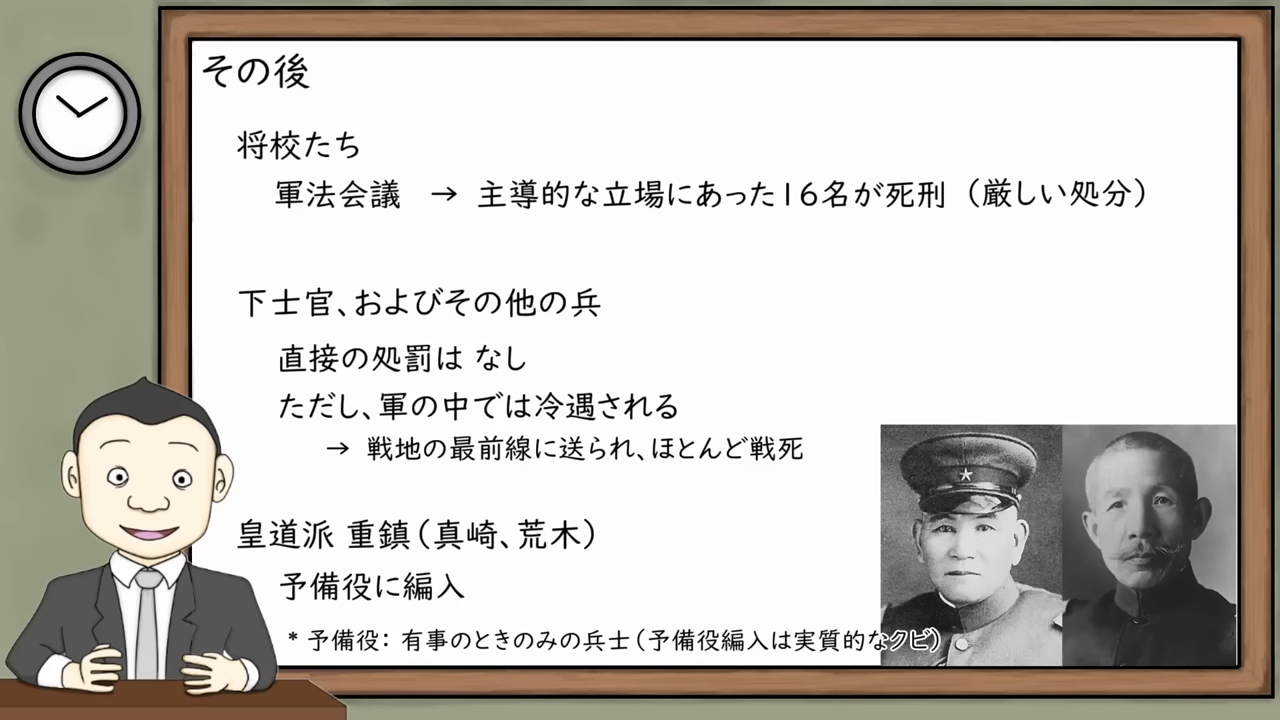 その後
将校たち
軍法会議 → 主導的な立場にあった16名が死刑（厳しい処分）
下士官、およびその他の兵
直接の処罰は なし
ただし、軍の中では冷遇される
→ 戦地の最前線に送られ、ほとんど戦死
皇道派 重鎮（真崎、荒木）
予備役に編入
* 予備役： 有事のときのみの兵士（予備役編入は実質的なクビ）